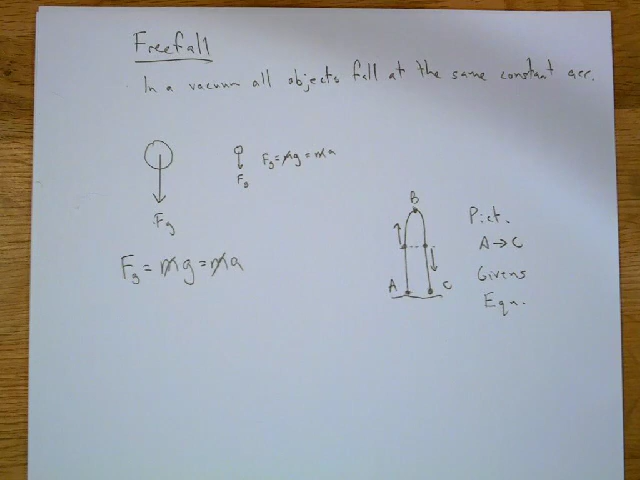 Freefall
In a vacuum all objects fall at the same constant acc.
Fg = mg = ma
Fg
Fg
Fg = mg = ma
B
A
C
Pict.
A → C
Givens
Eqn.